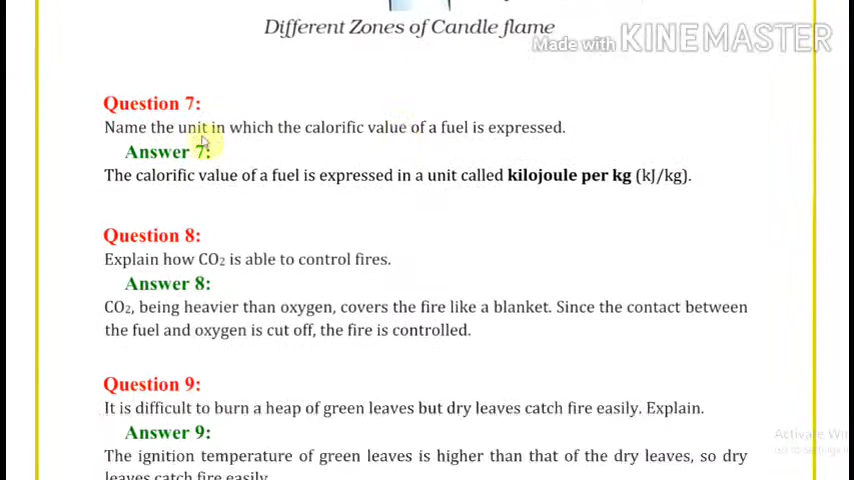 Different Zones of Candle flame
Made with KINEMASTER
Question 7:
Name the unit in which the calorific value of a fuel is expressed.
Answer 7:
The calorific value of a fuel is expressed in a unit called kilojoule per kg (kJ/kg).
Question 8:
Explain how CO₂ is able to control fires.
Answer 8:
CO₂, being heavier than oxygen, covers the fire like a blanket. Since the contact between
the fuel and oxygen is cut off, the fire is controlled.
Question 9:
It is difficult to burn a heap of green leaves but dry leaves catch fire easily. Explain.
Answer 9:
The ignition temperature of green leaves is higher than that of the dry leaves, so dry
leaves catch fire easily.
Activate